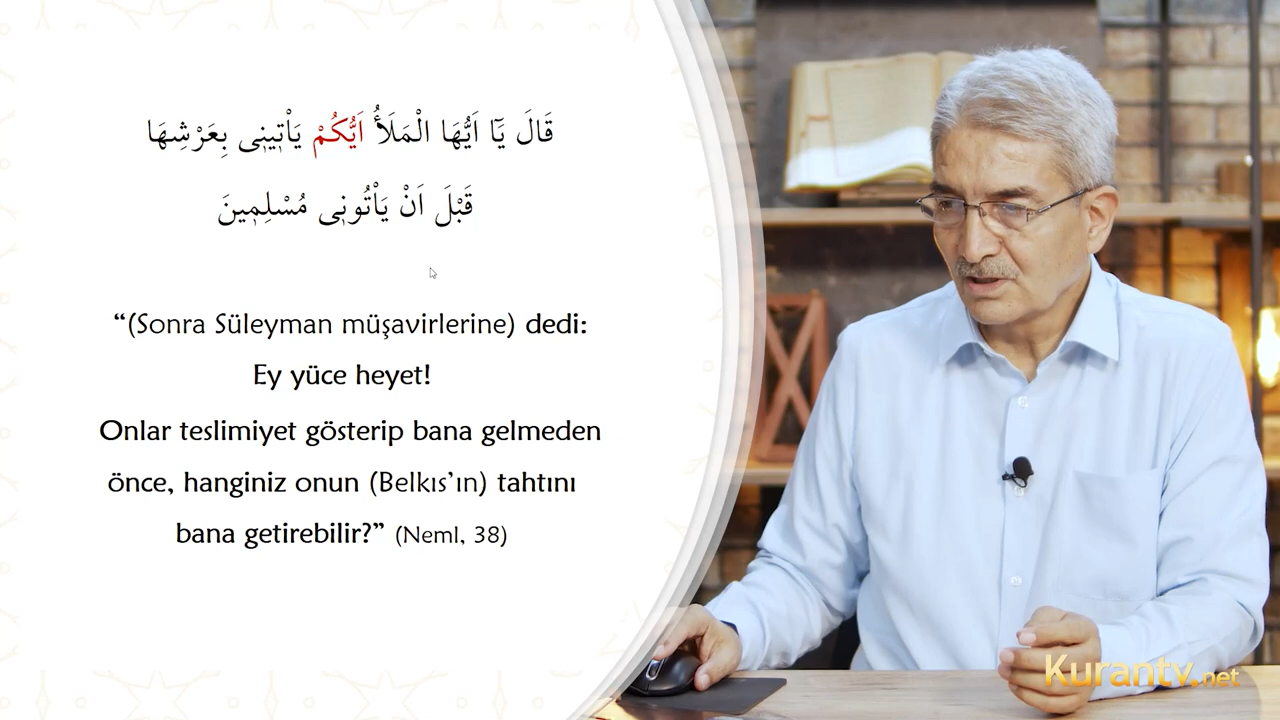 قَالَ يَٓا اَيُّهَا الْمَلَأُ اَيُّكُمْ يَأْت۪ين۪ى بِعَرْشِهَا
قَبْلَ اَنْ يَأْتُون۪ى مُسْلِم۪ينَ
“(Sonra Süleyman müşavirlerine) dedi:
Ey yüce heyet!
Onlar teslimiyet gösterip bana gelmeden
önce, hanginiz onun (Belkıs’ın) tahtını
bana getirebilir?” (Neml, 38)
Kurantv.net